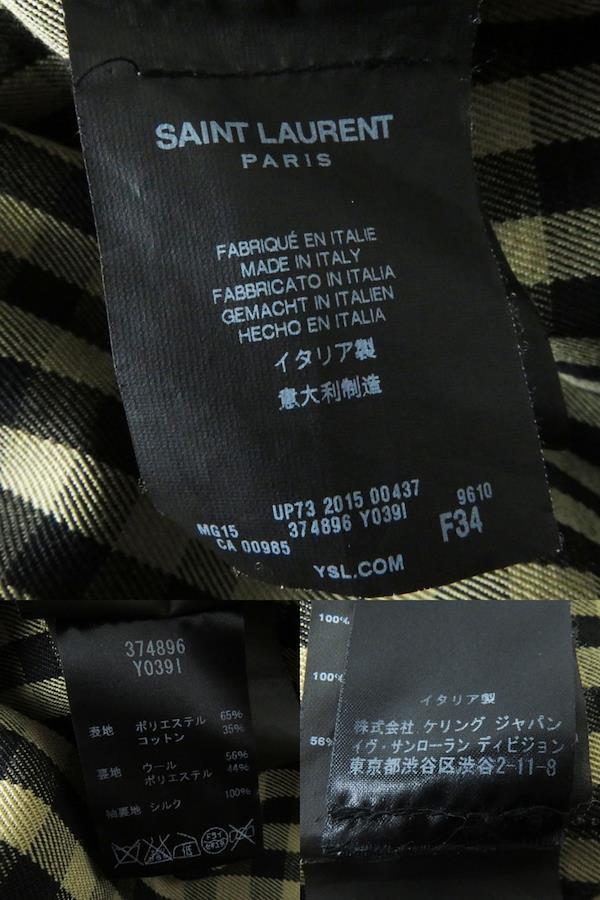 SAINT LAURENT
PARIS
FABRIQUÉ EN ITALIE
MADE IN ITALY
FABBRICATO IN ITALIA
GEMACHT IN ITALIEN
HECHO EN ITALIA
イタリア製
意大利制造
UP73 2015 00437 9610
MG15 374896 Y039I F34
CA 00985
YSL.COM
374896
Y039I
表地 ポリエステル 65%
コットン 35%
裏地 ウール 56%
ポリエステル 44%
袖裏地 シルク 100%
低
ドライ
100%
100%
56%
イタリア製
株式会社 ケリング ジャパン
イヴ・サンローラン ディビジョン
東京都渋谷区渋谷2-11-8